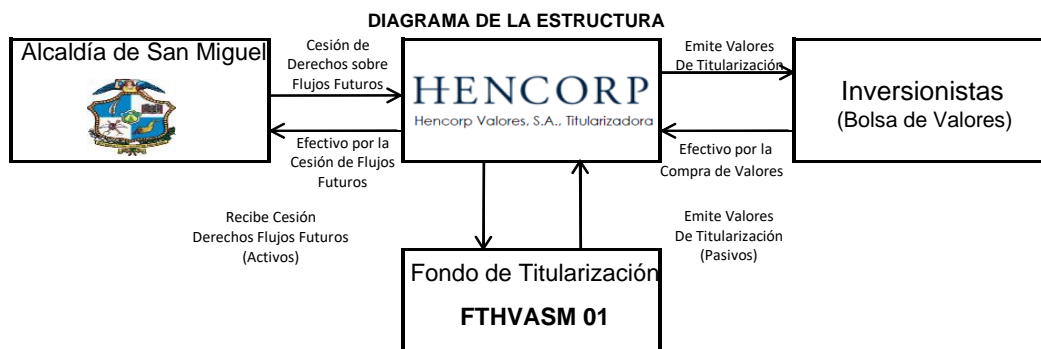 DIAGRAMA DE LA ESTRUCTURA
Alcaldía de San Miguel
Cesión de
Derechos sobre
Flujos Futuros
Efectivo por la
Cesión de Flujos
Futuros
HENCORP
Hencorp Valores, S.A., Titularizadora
Emite Valores
De Titularización
Efectivo por la
Compra de Valores
Inversionistas
(Bolsa de Valores)
Recibe Cesión
Derechos Flujos Futuros
(Activos)
Emite Valores
De Titularización
(Pasivos)
Fondo de Titularización
FTHVASM 01